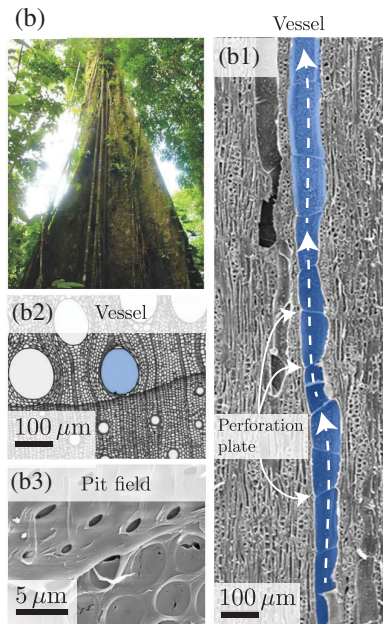 (b)
Vessel
(b1)
(b2)
Vessel
100 μm
Perforation
plate
(b3)
Pit field
5 μm
100 μm